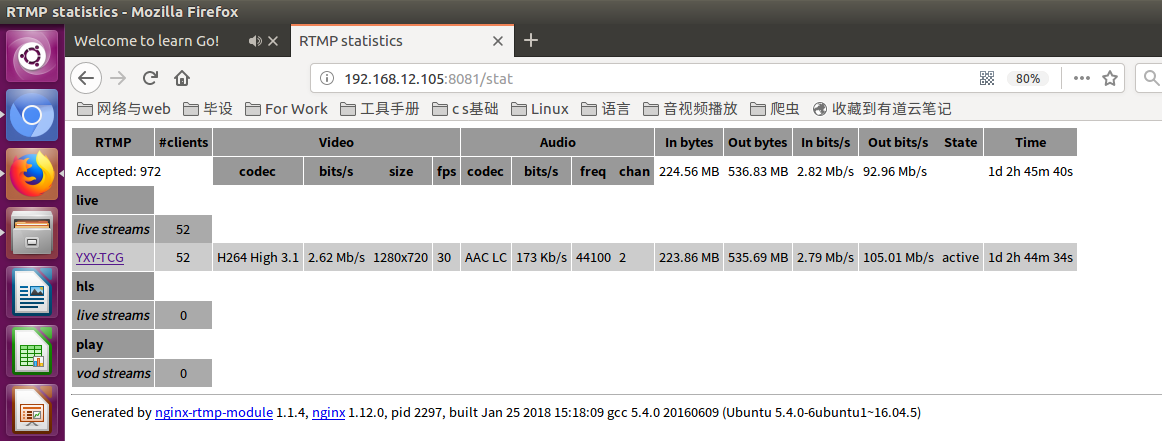 RTMP statistics - Mozilla Firefox
Welcome to learn Go! RTMP statistics
192.168.12.105:8081/stat 80%
网络与web 毕设 For Work 工具手册 c s基础 Linux 语言 音视频播放 爬虫 收藏到有道云笔记
RTMP #clients Video Audio In bytes Out bytes In bits/s Out bits/s State Time
Accepted: 972 codec bits/s size fps codec bits/s freq chan 224.56 MB 536.83 MB 2.82 Mb/s 92.96 Mb/s 1d 2h 45m 40s
live
live streams 52
YXY-TCG 52 H264 High 3.1 2.62 Mb/s 1280x720 30 AAC LC 173 Kb/s 44100 2 223.86 MB 535.69 MB 2.79 Mb/s 105.01 Mb/s active 1d 2h 44m 34s
hls
live streams 0
play
vod streams 0
Generated by nginx-rtmp-module 1.1.4, nginx 1.12.0, pid 2297, built Jan 25 2018 15:18:09 gcc 5.4.0 20160609 (Ubuntu 5.4.0-6ubuntu1~16.04.5)